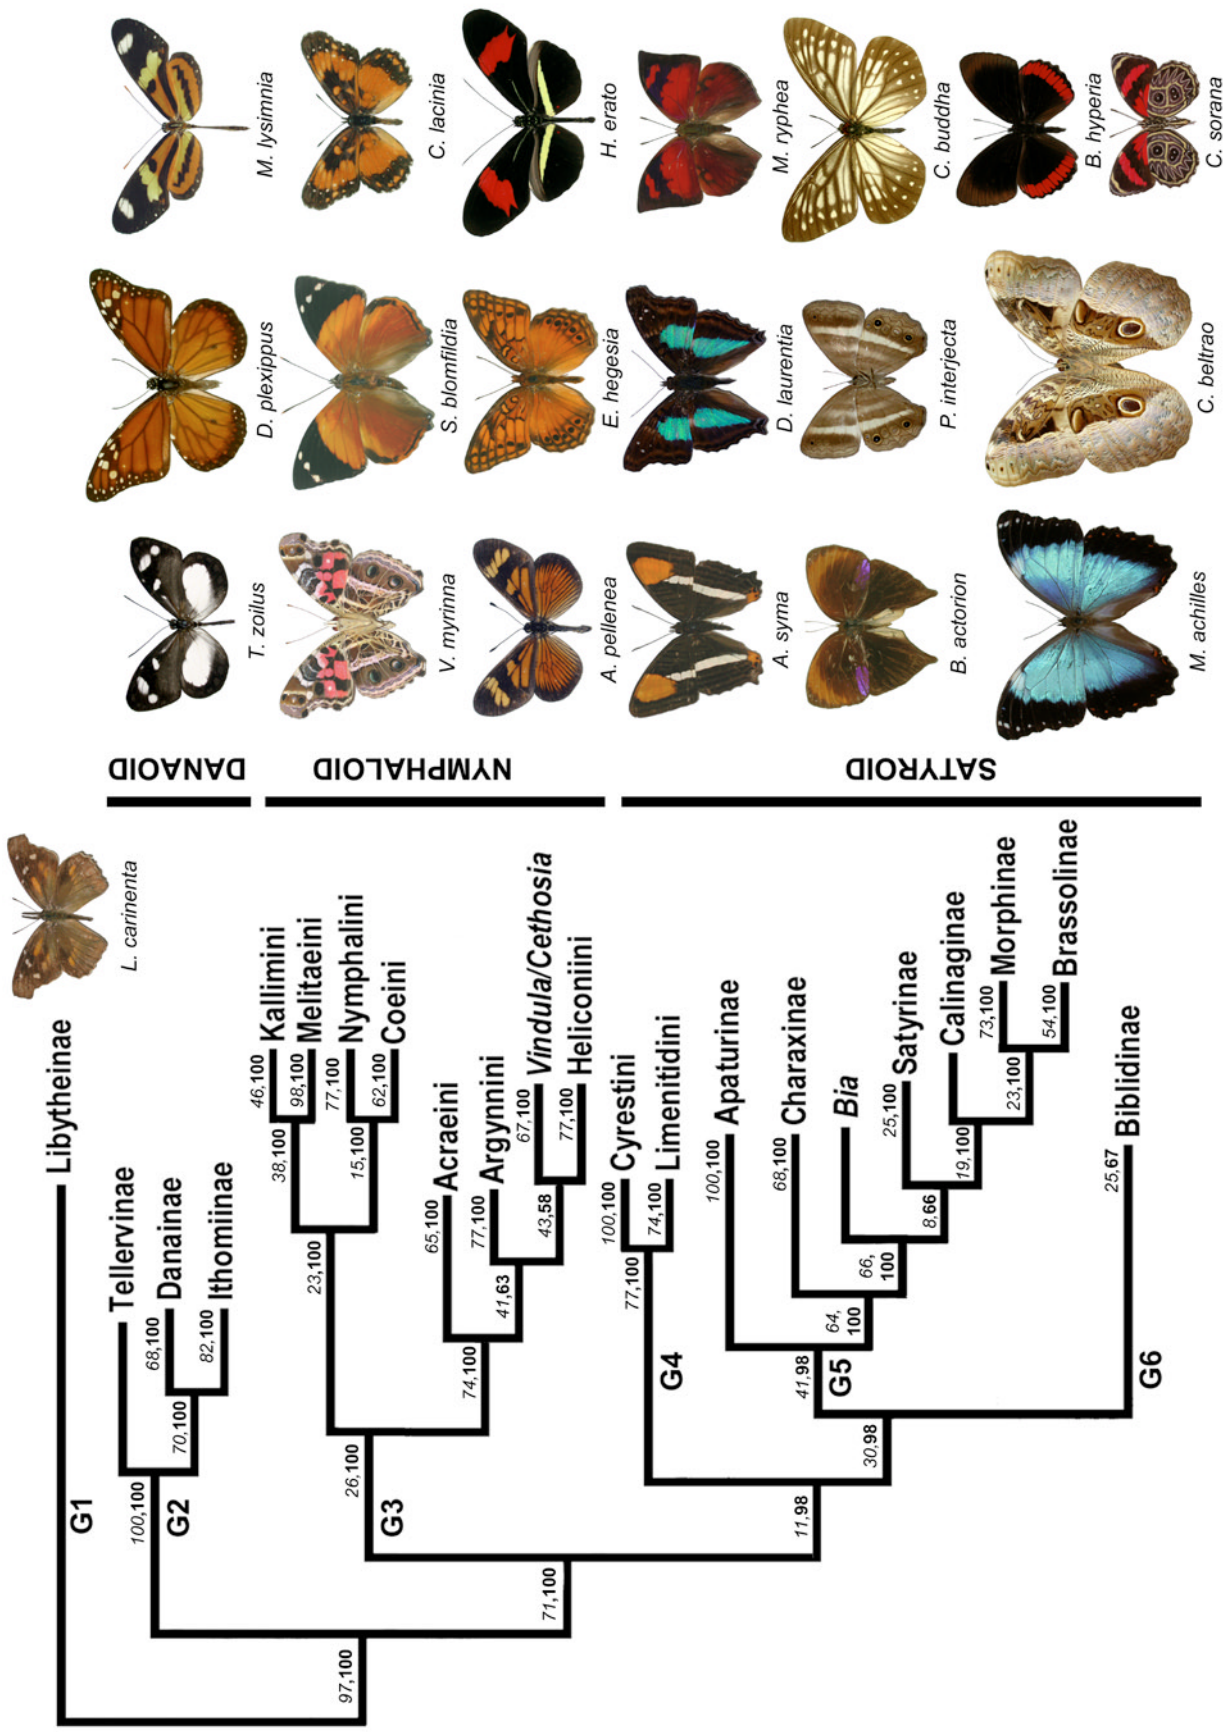 Libytheinae
G1
97,100
L. carinenta
Tellervinae
Danainae
68,100
Ithomiinae
82,100
70,100
100,100
G2
71,100
Kallimini
46,100
Melitaeini
98,100
38,100
Nymphalini
77,100
Coeini
62,100
15,100
23,100
Acraeini
65,100
Argynnini
77,100
Vindula/Cethosia
67,100
Heliconiini
77,100
43,58
41,63
74,100
26,100
G3
Cyrestini
100,100
Limenitidini
74,100
77,100
G4
11,98
Apaturinae
100,100
Charaxinae
68,100
Bia
Satyrinae
25,100
Calinaginae
Morphinae
73,100
Brassolinae
54,100
23,100
19,100
8,66
66,
100
64,
100
41,98
G5
30,98
Biblidinae
25,67
G6
DANAOID
NYMPHALOID
SATYROID
T. zoilus
D. plexippus
M. lysimnia
V. myrinna
S. blomfildia
C. lacinia
A. pellenea
E. hegesia
H. erato
A. syma
D. laurentia
M. ryphea
B. actorion
P. interjecta
C. buddha
M. achilles
C. beltrao
B. hyperia
C. sorana